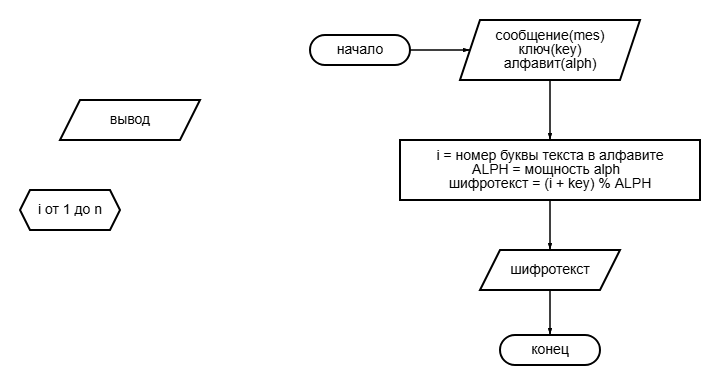 начало
сообщение(mes)
ключ(key)
алфавит(alph)
вывод
i = номер буквы текста в алфавите
ALPH = мощность alph
шифротекст = (i + key) % ALPH
i от 1 до n
шифротекст
конец